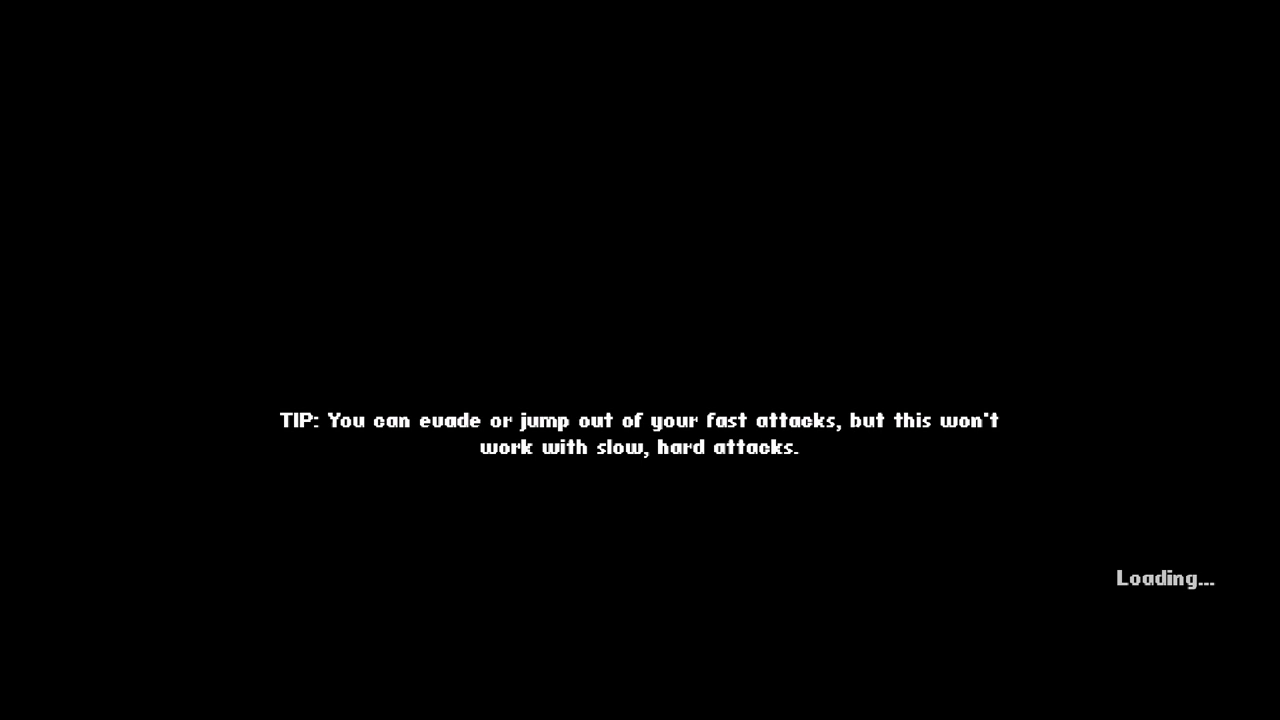 TIP: You can evade or jump out of your fast attacks, but this won't
work with slow, hard attacks.
Loading...